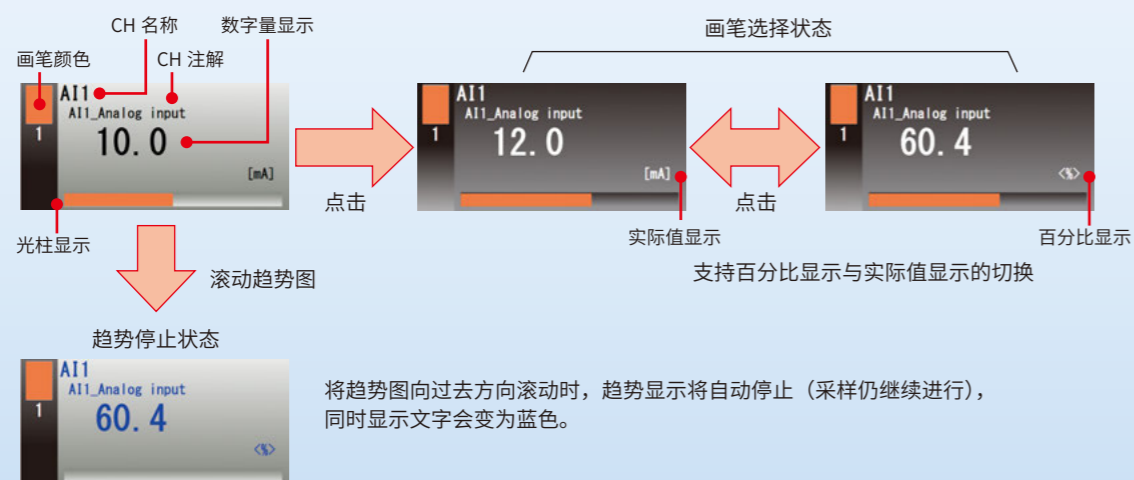 CH 名称
数字量显示
画笔颜色
CH 注解
画笔选择状态
AI1
AI1_Analog input
1
10.0
[mA]
AI1
AI1_Analog input
1
12.0
[mA]
AI1
AI1_Analog input
1
60.4
<%>
点击
点击
光柱显示
实际值显示
百分比显示
滚动趋势图
支持百分比显示与实际值显示的切换
趋势停止状态
AI1
AI1_Analog input
1
60.4
<%>
将趋势图向过去方向滚动时，趋势显示将自动停止（采样仍继续进行），
同时显示文字会变为蓝色。